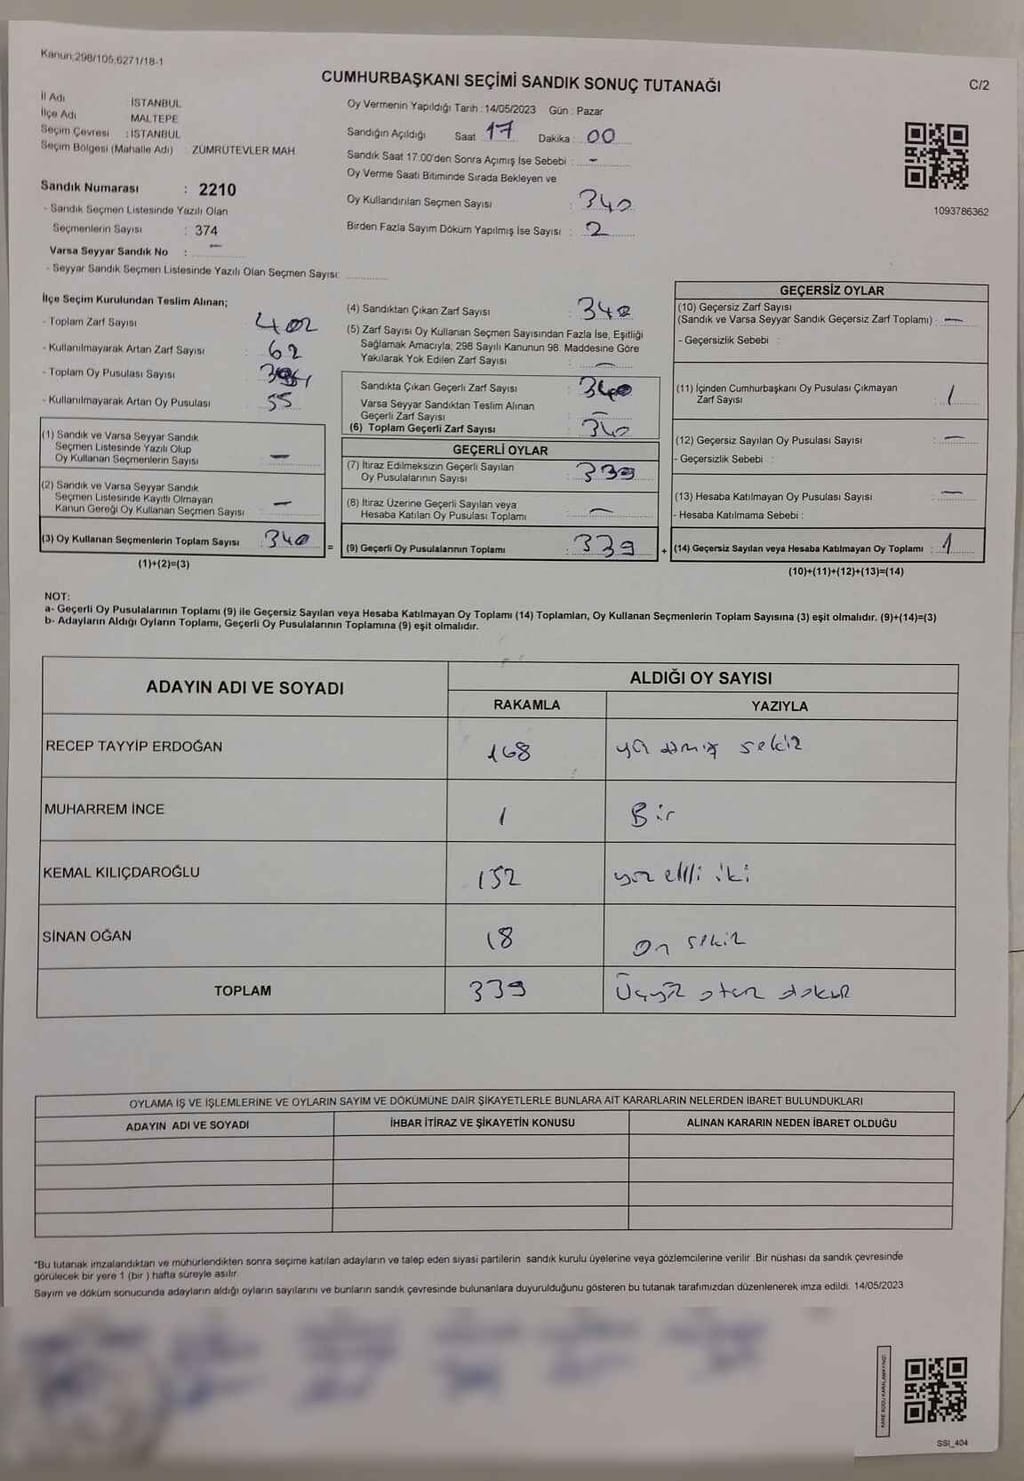 Kanun;298/105,6271/18-1
CUMHURBAŞKANI SEÇİMİ SANDIK SONUÇ TUTANAĞI
C/2
İl Adı İSTANBUL
İlçe Adı MALTEPE
Seçim Çevresi : İSTANBUL
Seçim Bölgesi (Mahalle Adı) : ZÜMRÜTEVLER MAH.
Sandık Numarası : 2210
- Sandık Seçmen Listesinde Yazılı Olan
Seçmenlerin Sayısı : 374
Varsa Seyyar Sandık No : -
- Seyyar Sandık Seçmen Listesinde Yazılı Olan Seçmen Sayısı:
Oy Vermenin Yapıldığı Tarih : 14/05/2023 Gün : Pazar
Sandığın Açıldığı Saat 17 Dakika : 00
Sandık Saat 17:00'den Sonra Açımış İse Sebebi : -
Oy Verme Saati Bitiminde Sırada Bekleyen ve
Oy Kullandırılan Seçmen Sayısı : 340
Birden Fazla Sayım Döküm Yapılmış İse Sayısı : 2
1093786362
İlçe Seçim Kurulundan Teslim Alınan;
- Toplam Zarf Sayısı : 402
- Kullanılmayarak Artan Zarf Sayısı : 62
- Toplam Oy Pusulası Sayısı :
- Kullanılmayarak Artan Oy Pusulası : 55
(1) Sandık ve Varsa Seyyar Sandık
Seçmen Listesinde Yazılı Olup
Oy Kullanan Seçmenlerin Sayısı -
(2) Sandık ve Varsa Seyyar Sandık
Seçmen Listesinde Kayıtlı Olmayan
Kanun Gereği Oy Kullanan Seçmen Sayısı -
(3) Oy Kullanan Seçmenlerin Toplam Sayısı : 340
(1)+(2)=(3)
=
(4) Sandıktan Çıkan Zarf Sayısı : 340
(5) Zarf Sayısı Oy Kullanan Seçmen Sayısından Fazla İse, Eşitliği
Sağlamak Amacıyla, 298 Sayılı Kanunun 98. Maddesine Göre
Yakılarak Yok Edilen Zarf Sayısı : -
Sandıkta Çıkan Geçerli Zarf Sayısı : 340
Varsa Seyyar Sandıktan Teslim Alınan
Geçerli Zarf Sayısı : -
(6) Toplam Geçerli Zarf Sayısı : 340
GEÇERLİ OYLAR
(7) İtiraz Edilmeksizin Geçerli Sayılan
Oy Pusulalarının Sayısı : 339
(8) İtiraz Üzerine Geçerli Sayılan veya
Hesaba Katılan Oy Pusulası Toplamı : -
(9) Geçerli Oy Pusulalarının Toplamı : 339
+
GEÇERSİZ OYLAR
(10) Geçersiz Zarf Sayısı
(Sandık ve Varsa Seyyar Sandık Geçersiz Zarf Toplamı) : -
- Geçersizlik Sebebi :
(11) İçinden Cumhurbaşkanı Oy Pusulası Çıkmayan
Zarf Sayısı : 1
(12) Geçersiz Sayılan Oy Pusulası Sayısı : -
- Geçersizlik Sebebi :
(13) Hesaba Katılmayan Oy Pusulası Sayısı : -
- Hesaba Katılmama Sebebi :
(14) Geçersiz Sayılan veya Hesaba Katılmayan Oy Toplamı : 1
(10)+(11)+(12)+(13)=(14)
NOT:
a- Geçerli Oy Pusulalarının Toplamı (9) ile Geçersiz Sayılan veya Hesaba Katılmayan Oy Toplamı (14) Toplamları, Oy Kullanan Seçmenlerin Toplam Sayısına (3) eşit olmalıdır. (9)+(14)=(3)
b- Adayların Aldığı Oyların Toplamı, Geçerli Oy Pusulalarının Toplamına (9) eşit olmalıdır.
ADAYIN ADI VE SOYADI
ALDIĞI OY SAYISI
RAKAMLA YAZIYLA
RECEP TAYYİP ERDOĞAN 168 sekiz
MUHARREM İNCE 1 Bir
KEMAL KILIÇDAROĞLU 152 yüz elli iki
SİNAN OĞAN 18 on sekiz
TOPLAM 339 Üçyüz otuz dokuz
OYLAMA İŞ VE İŞLEMLERİNE VE OYLARIN SAYIM VE DÖKÜMÜNE DAİR ŞİKAYETLERLE BUNLARA AİT KARARLARIN NELERDEN İBARET BULUNDUKLARI
ADAYIN ADI VE SOYADI İHBAR İTİRAZ VE ŞİKAYETİN KONUSU ALINAN KARARIN NEDEN İBARET OLDUĞU
*Bu tutanak imzalandıktan ve mühürlendikten sonra seçime katılan adayların ve talep eden siyasi partilerin sandık kurulu üyelerine veya gözlemcilerine verilir .Bir nüshası da sandık çevresinde
görülecek bir yere 1 (bir ) hafta süreyle asılır.
Sayım ve döküm sonucunda adayların aldığı oyların sayılarını ve bunların sandık çevresinde bulunanlara duyurulduğunu gösteren bu tutanak tarafımızdan düzenlenerek imza edildi. 14/05/2023
SSI_404